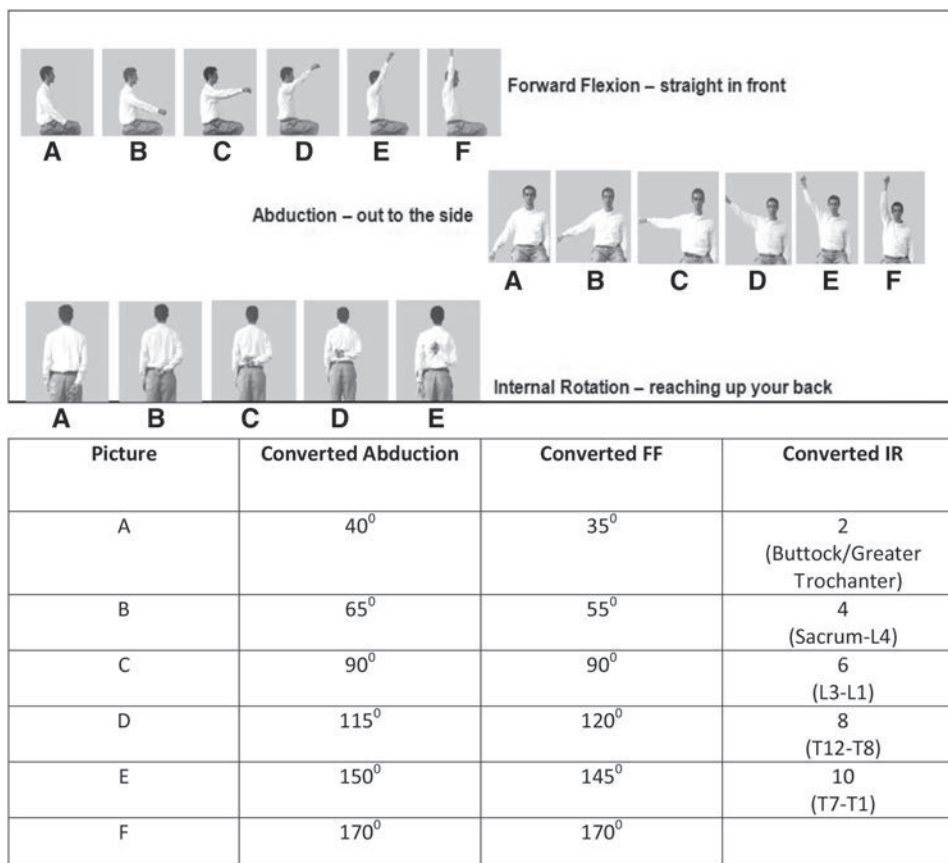 Forward Flexion – straight in front
A B C D E F
Abduction – out to the side
A B C D E F
Internal Rotation – reaching up your back
A B C D E
Picture Converted Abduction Converted FF Converted IR
A 40⁰ 35⁰ 2
(Buttock/Greater
Trochanter)
B 65⁰ 55⁰ 4
(Sacrum-L4)
C 90⁰ 90⁰ 6
(L3-L1)
D 115⁰ 120⁰ 8
(T12-T8)
E 150⁰ 145⁰ 10
(T7-T1)
F 170⁰ 170⁰